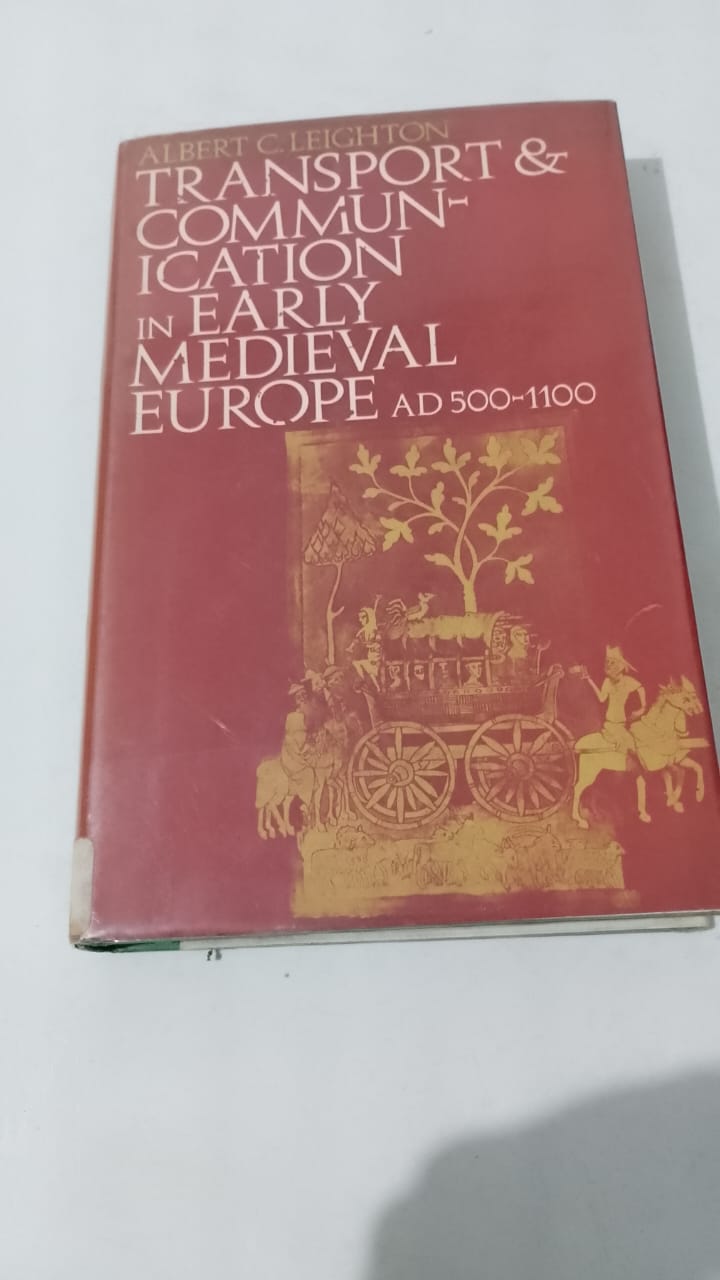 ALBERT C. LEIGHTON
TRANSPORT &
COMMUN-
ICATION
IN EARLY
MEDIEVAL
EUROPE AD 500-1100